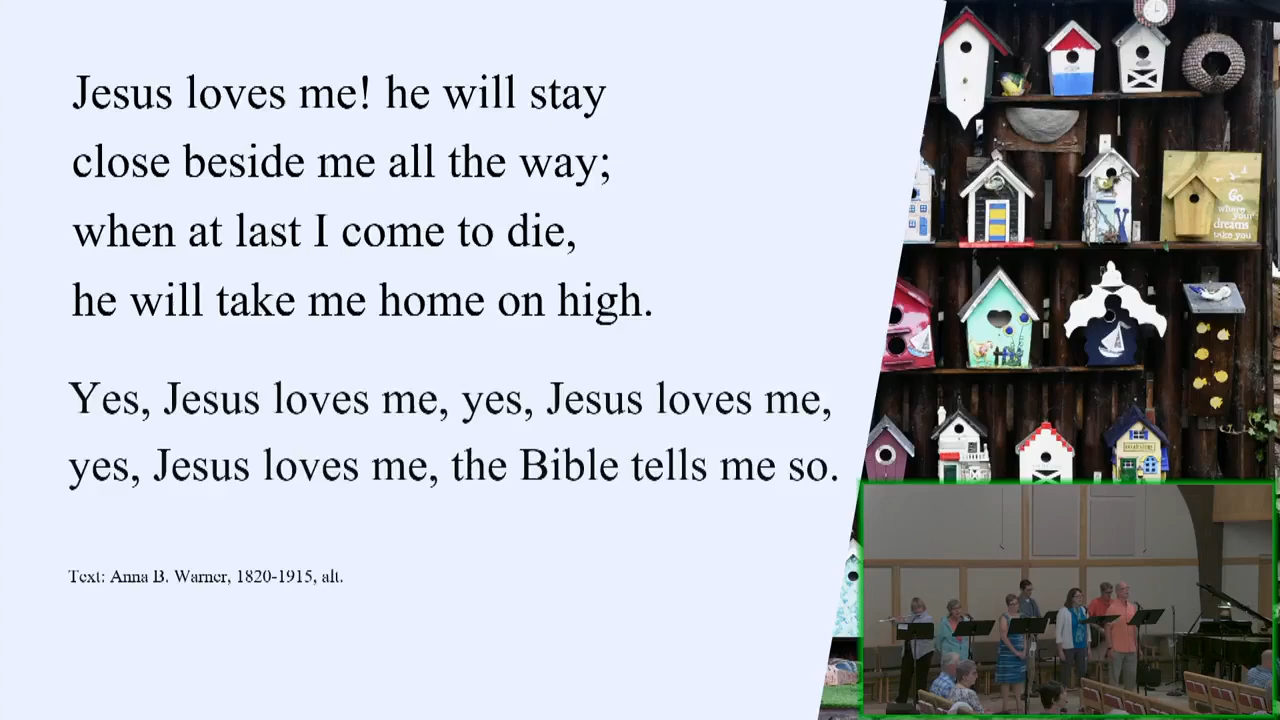 Jesus loves me! he will stay
close beside me all the way;
when at last I come to die,
he will take me home on high.
Yes, Jesus loves me, yes, Jesus loves me,
yes, Jesus loves me, the Bible tells me so.
Text: Anna B. Warner, 1820-1915, alt.
Go
where
your
dreams
take you